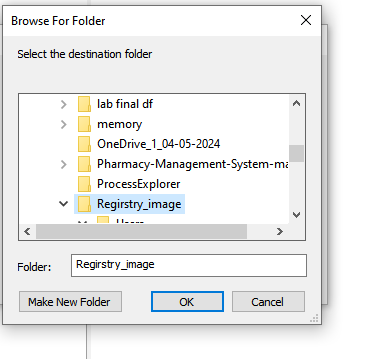 Browse For Folder
Select the destination folder
lab final df
memory
OneDrive_1_04-05-2024
Pharmacy-Management-System-ma
ProcessExplorer
Regirstry_image
Users
Folder:
Regirstry_image
Make New Folder
OK
Cancel